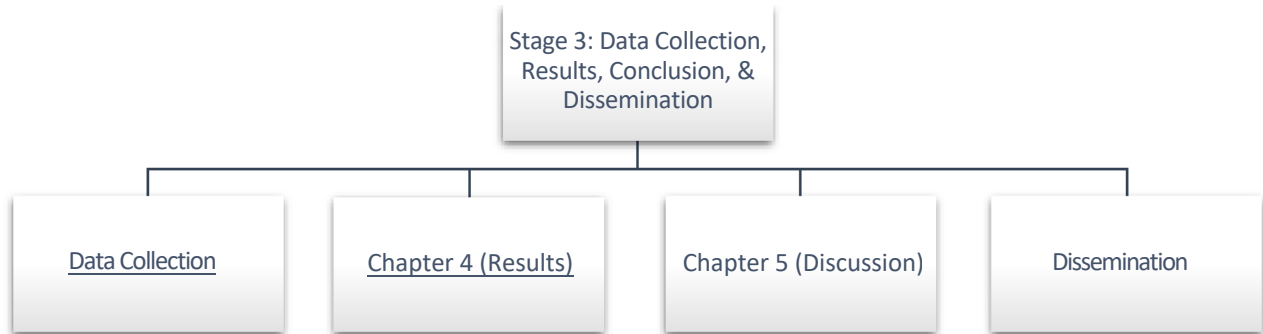 Stage 3: Data Collection,
Results, Conclusion, &
Dissemination
Data Collection
Chapter 4 (Results)
Chapter 5 (Discussion)
Dissemination